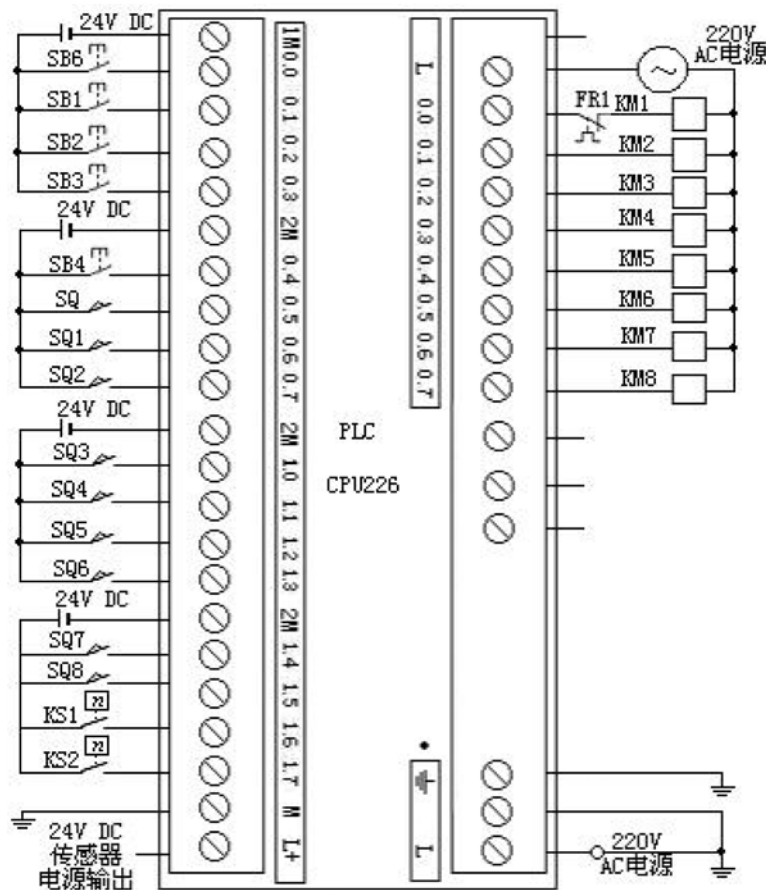 24V DC
SB6
SB1
SB2
SB3
24V DC
SB4
SQ
SQ1
SQ2
24V DC
SQ3
SQ4
SQ5
SQ6
24V DC
SQ7
SQ8
KS1
KS2
24V DC
传感器
电源输出
1M
0.0
0.1
0.2
0.3
2M
0.4
0.5
0.6
0.7
2M
1.0
1.1
1.2
1.3
2M
1.4
1.5
1.6
1.7
M
L+
PLC
CPU226
L
0.0
0.1
0.2
0.3
0.4
0.5
0.6
0.7
L
220V
AC电源
FR1
KM1
KM2
KM3
KM4
KM5
KM6
KM7
KM8
220V
AC电源